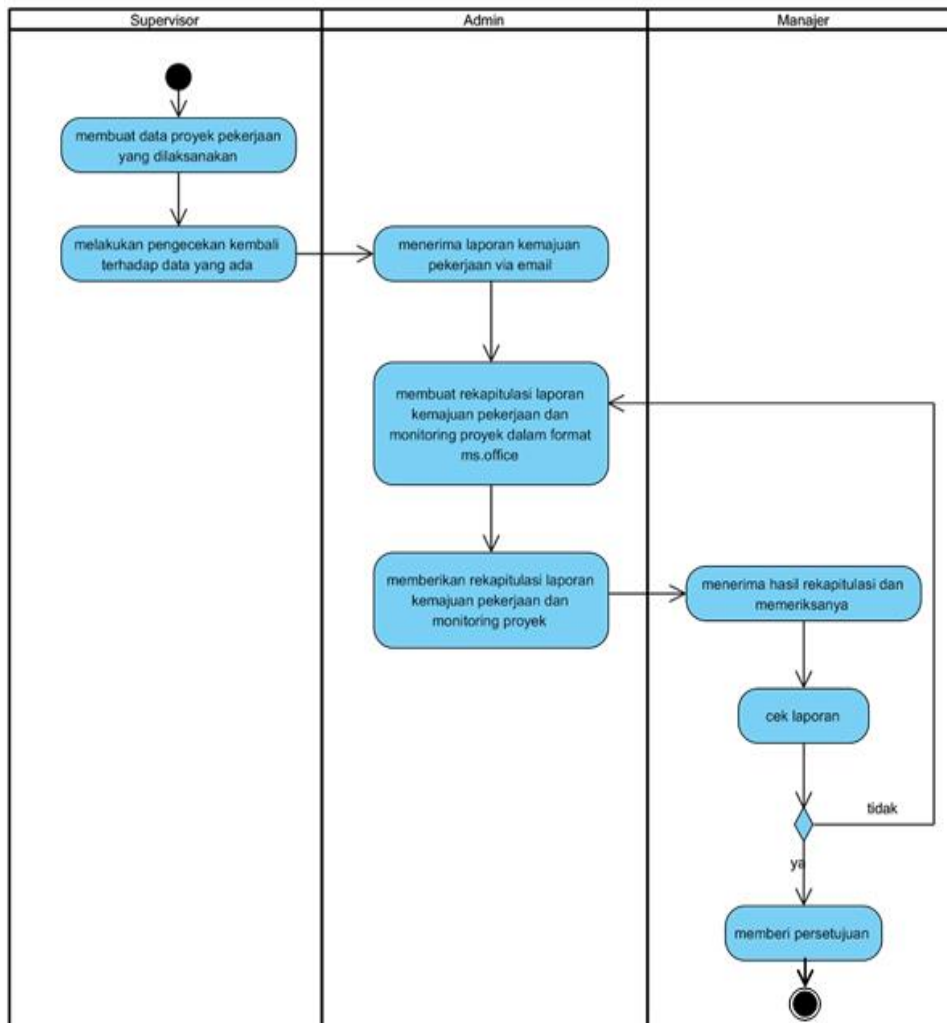 Supervisor
Admin
Manajer
membuat data proyek pekerjaan
yang dilaksanakan
melakukan pengecekan kembali
terhadap data yang ada
menerima laporan kemajuan
pekerjaan via email
membuat rekapitulasi laporan
kemajuan pekerjaan dan
monitoring proyek dalam format
ms.office
memberikan rekapitulasi laporan
kemajuan pekerjaan dan
monitoring proyek
menerima hasil rekapitulasi dan
memeriksanya
cek laporan
tidak
ya
memberi persetujuan